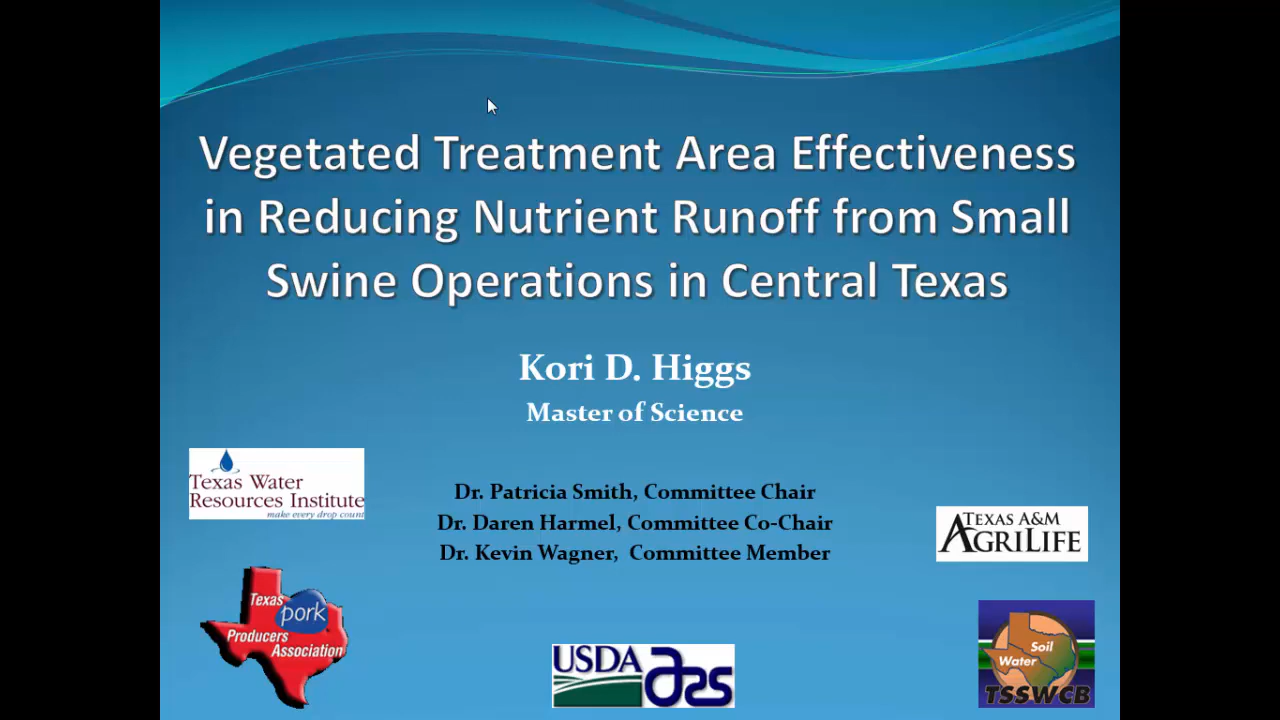 Vegetated Treatment Area Effectiveness
in Reducing Nutrient Runoff from Small
Swine Operations in Central Texas
Kori D. Higgs
Master of Science
Dr. Patricia Smith, Committee Chair
Dr. Daren Harmel, Committee Co-Chair
Dr. Kevin Wagner, Committee Member
Texas Water
Resources Institute
make every drop count
TEXAS A&M
AGRILIFE
Texas
pork
Producers
Association
USDA ars
Soil
Water
TSSWCB